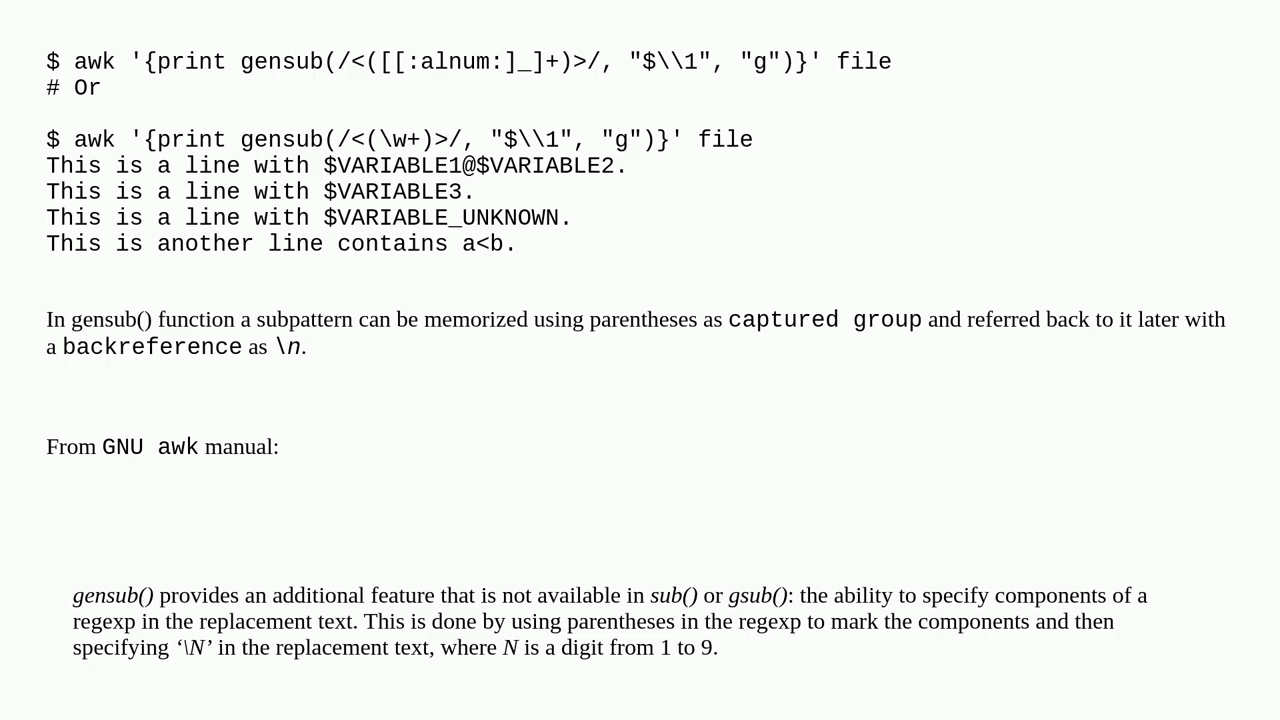 $ awk '{print gensub(/<([[:alnum:]_]+)>/, "$\\1", "g")}' file
# Or
$ awk '{print gensub(/<(\w+)>/, "$\\1", "g")}' file
This is a line with $VARIABLE1@$VARIABLE2.
This is a line with $VARIABLE3.
This is a line with $VARIABLE_UNKNOWN.
This is another line contains a<b.
In gensub() function a subpattern can be memorized using parentheses as captured group and referred back to it later with
a backreference as \n.
From GNU awk manual:
gensub() provides an additional feature that is not available in sub() or gsub(): the ability to specify components of a
regexp in the replacement text. This is done by using parentheses in the regexp to mark the components and then
specifying ‘\N’ in the replacement text, where N is a digit from 1 to 9.